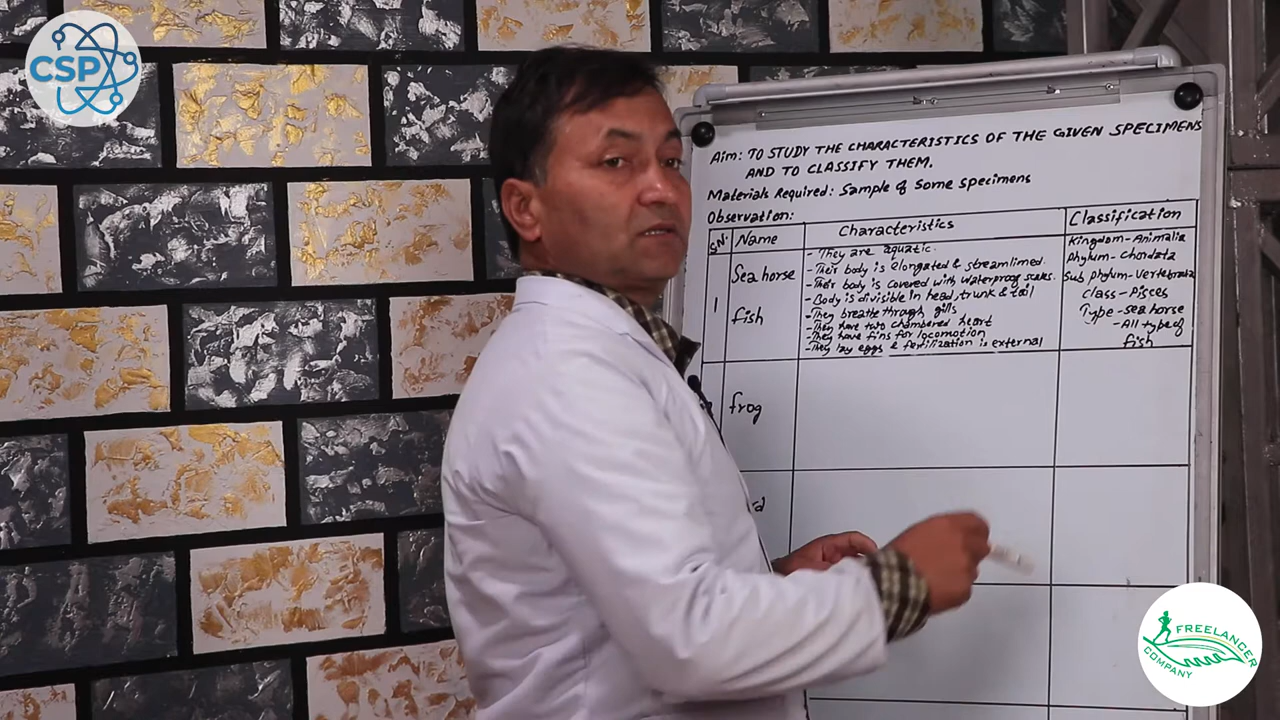 CSP
Aim: TO STUDY THE CHARACTERISTICS OF THE GIVEN SPECIMENS
AND TO CLASSIFY THEM.
Materials Required: Sample of Some specimens
Observation:
S.N. Name Characteristics Classification
1 Sea horse fish
- They are aquatic.
- Their body is elongated & streamlined.
- Their body is covered with waterproof scales.
- Body is divisible in head, trunk & tail
- They breathe through gills
- They have two chambered heart
- They have fins for locomotion
- They lay eggs & fertilization is external
Kingdom - Animalia
Phylum - Chordata
Sub phylum - Vertebrata
Class - Pisces
Type - sea horse
- All type of
fish
frog
FREELANCER
COMPANY